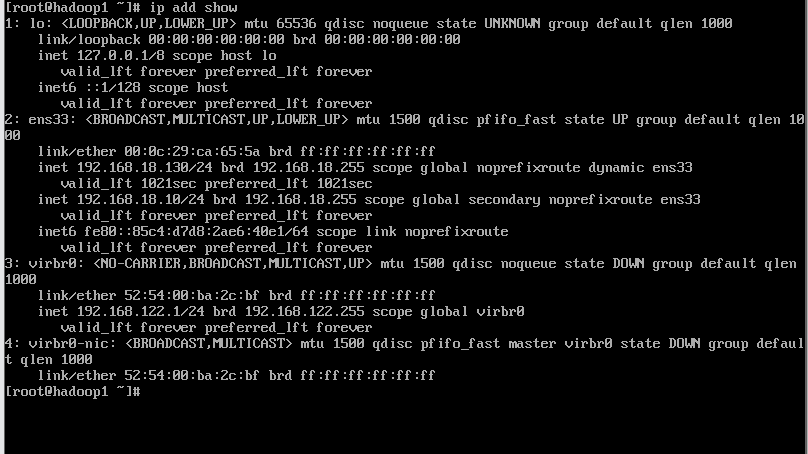 [root@hadoop1 ~]# ip add show
1: lo: <LOOPBACK,UP,LOWER_UP> mtu 65536 qdisc noqueue state UNKNOWN group default qlen 1000
    link/loopback 00:00:00:00:00:00 brd 00:00:00:00:00:00
    inet 127.0.0.1/8 scope host lo
       valid_lft forever preferred_lft forever
    inet6 ::1/128 scope host
       valid_lft forever preferred_lft forever
2: ens33: <BROADCAST,MULTICAST,UP,LOWER_UP> mtu 1500 qdisc pfifo_fast state UP group default qlen 10
00
    link/ether 00:0c:29:ca:65:5a brd ff:ff:ff:ff:ff:ff
    inet 192.168.18.130/24 brd 192.168.18.255 scope global noprefixroute dynamic ens33
       valid_lft 1021sec preferred_lft 1021sec
    inet 192.168.18.10/24 brd 192.168.18.255 scope global secondary noprefixroute ens33
       valid_lft forever preferred_lft forever
    inet6 fe80::85c4:d7d8:2ae6:40e1/64 scope link noprefixroute
       valid_lft forever preferred_lft forever
3: virbr0: <NO-CARRIER,BROADCAST,MULTICAST,UP> mtu 1500 qdisc noqueue state DOWN group default qlen
1000
    link/ether 52:54:00:ba:2c:bf brd ff:ff:ff:ff:ff:ff
    inet 192.168.122.1/24 brd 192.168.122.255 scope global virbr0
       valid_lft forever preferred_lft forever
4: virbr0-nic: <BROADCAST,MULTICAST> mtu 1500 qdisc pfifo_fast master virbr0 state DOWN group defaul
t qlen 1000
    link/ether 52:54:00:ba:2c:bf brd ff:ff:ff:ff:ff:ff
[root@hadoop1 ~]#